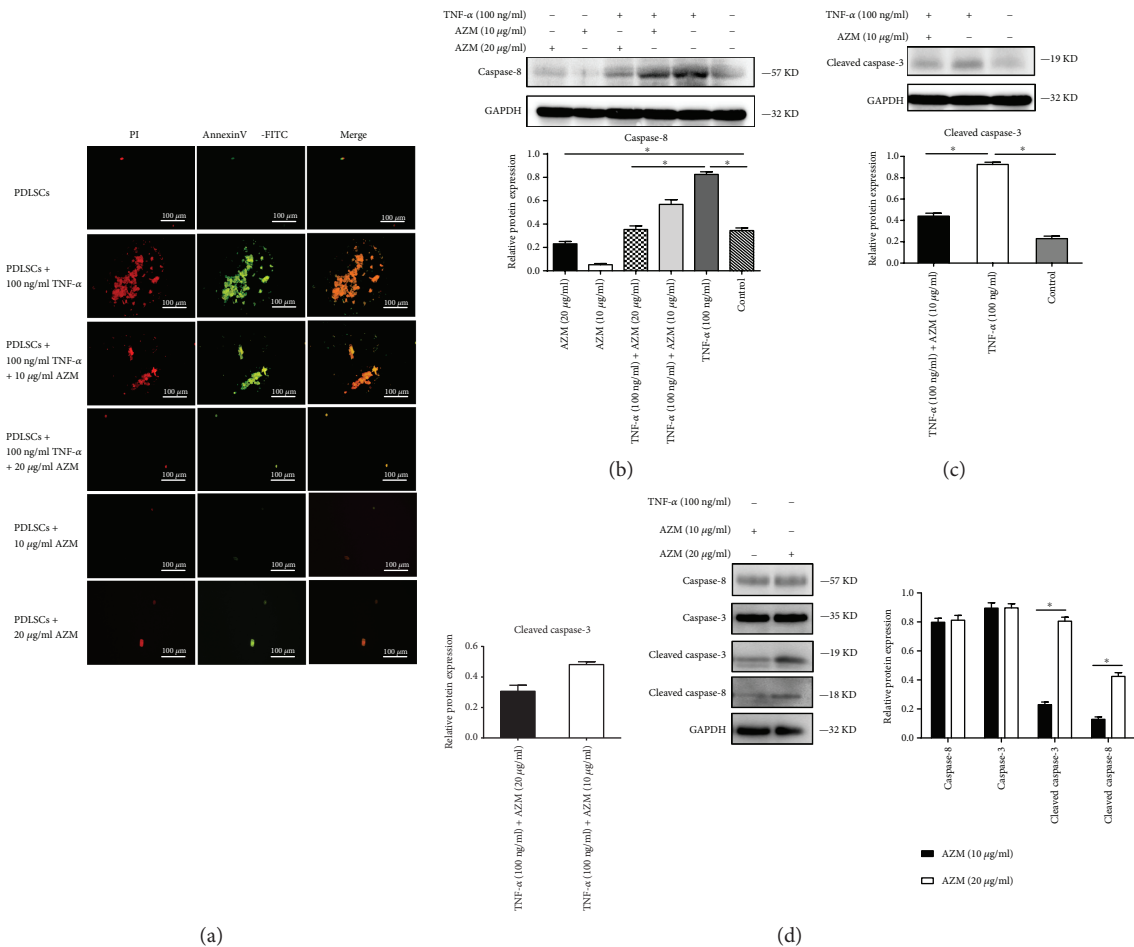 PI AnnexinV -FITC Merge
PDLSCs
100 μm 100 μm 100 μm
PDLSCs +
100 ng/ml TNF-α
100 μm 100 μm 100 μm
PDLSCs +
100 ng/ml TNF-α
+ 10 μg/ml AZM
100 μm 100 μm 100 μm
PDLSCs +
100 ng/ml TNF-α
+ 20 μg/ml AZM
100 μm 100 μm 100 μm
PDLSCs +
10 μg/ml AZM
100 μm 100 μm 100 μm
PDLSCs +
20 μg/ml AZM
100 μm 100 μm 100 μm
(a)
TNF-α (100 ng/ml) – – + + + –
AZM (10 μg/ml) – + – + – –
AZM (20 μg/ml) + – + – – –
Caspase-8 —57 KD
GAPDH —32 KD
Caspase-8
Relative protein expression
1.0
0.8
0.6
0.4
0.2
0.0
* * *
AZM (20 μg/ml)
AZM (10 μg/ml)
TNF-α (100 ng/ml) + AZM (20 μg/ml)
TNF-α (100 ng/ml) + AZM (10 μg/ml)
TNF-α (100 ng/ml)
Control
(b)
TNF-α (100 ng/ml) + + –
AZM (10 μg/ml) + – –
Cleaved caspase-3 —19 KD
GAPDH —32 KD
Cleaved caspase-3
Relative protein expression
1.0
0.8
0.6
0.4
0.2
0.0
* *
TNF-α (100 ng/ml) + AZM (10 μg/ml)
TNF-α (100 ng/ml)
Control
(c)
Cleaved caspase-3
Relative protein expression
0.6
0.4
0.2
0.0
TNF-α (100 ng/ml) + AZM (20 μg/ml)
TNF-α (100 ng/ml) + AZM (10 μg/ml)
TNF-α (100 ng/ml) – –
AZM (10 μg/ml) + –
AZM (20 μg/ml) – +
Caspase-8 —57 KD
Caspase-3 —35 KD
Cleaved caspase-3 —19 KD
Cleaved caspase-8 —18 KD
GAPDH —32 KD
Relative protein expression
1.0
0.8
0.6
0.4
0.2
0.0
* *
Caspase-8
Caspase-3
Cleaved caspase-3
Cleaved caspase-8
AZM (10 μg/ml)
AZM (20 μg/ml)
(d)